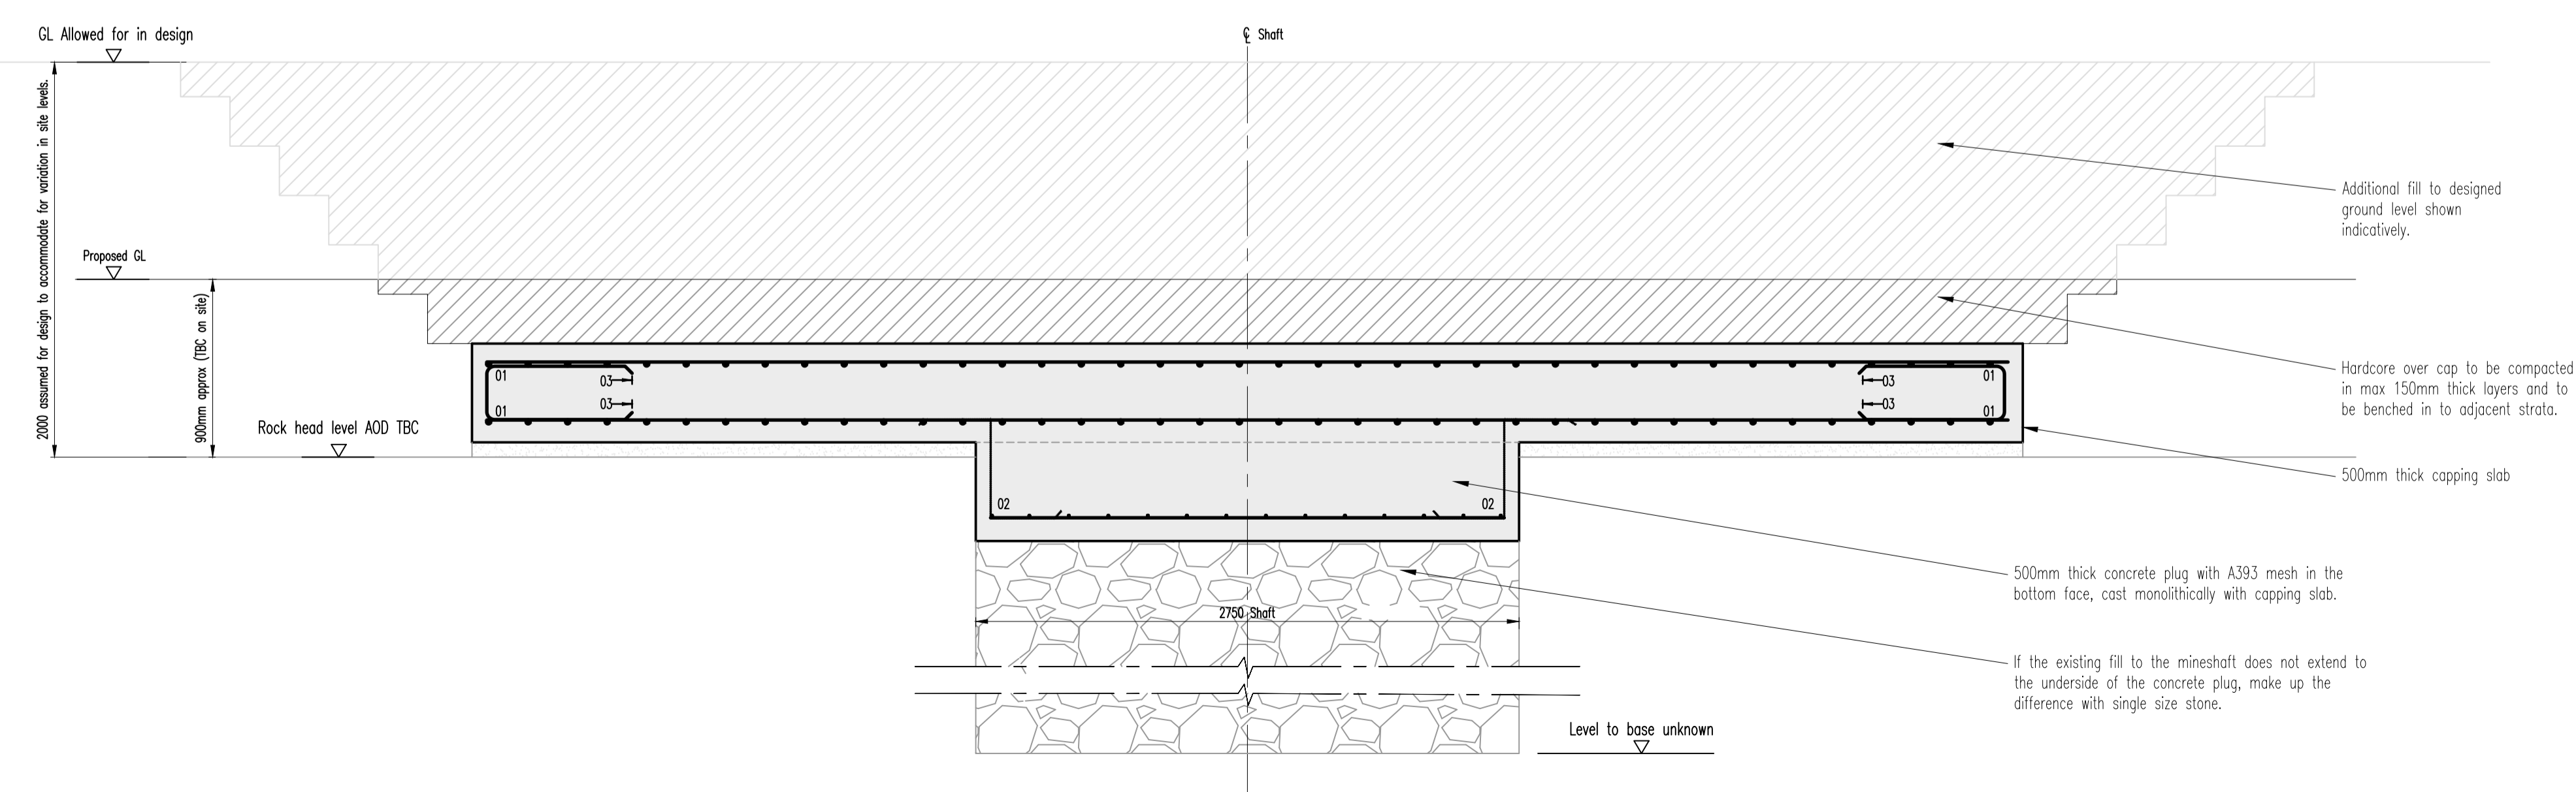 GL Allowed for in design
℄ Shaft
2000 assumed for design to accommodate for variation in site levels.
Additional fill to designed
ground level shown
indicatively.
Proposed GL
900mm approx (TBC on site)
Hardcore over cap to be compacted
in max 150mm thick layers and to
be benched in to adjacent strata.
01
03
03
01
01
03
03
01
Rock head level AOD TBC
500mm thick capping slab
02
02
500mm thick concrete plug with A393 mesh in the
bottom face, cast monolithically with capping slab.
2750 Shaft
If the existing fill to the mineshaft does not extend to
the underside of the concrete plug, make up the
difference with single size stone.
Level to base unknown